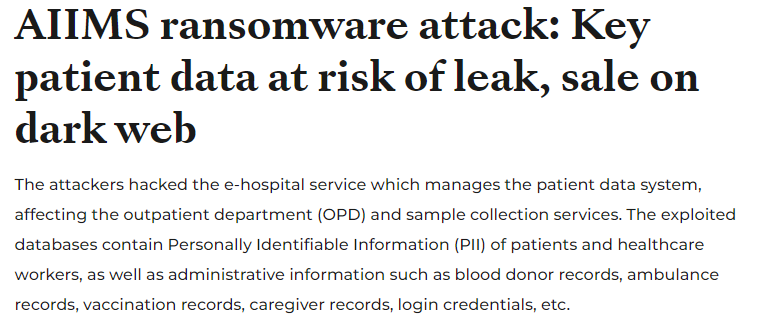 AIIMS ransomware attack: Key
patient data at risk of leak, sale on
dark web
The attackers hacked the e-hospital service which manages the patient data system,
affecting the outpatient department (OPD) and sample collection services. The exploited
databases contain Personally Identifiable Information (PII) of patients and healthcare
workers, as well as administrative information such as blood donor records, ambulance
records, vaccination records, caregiver records, login credentials, etc.